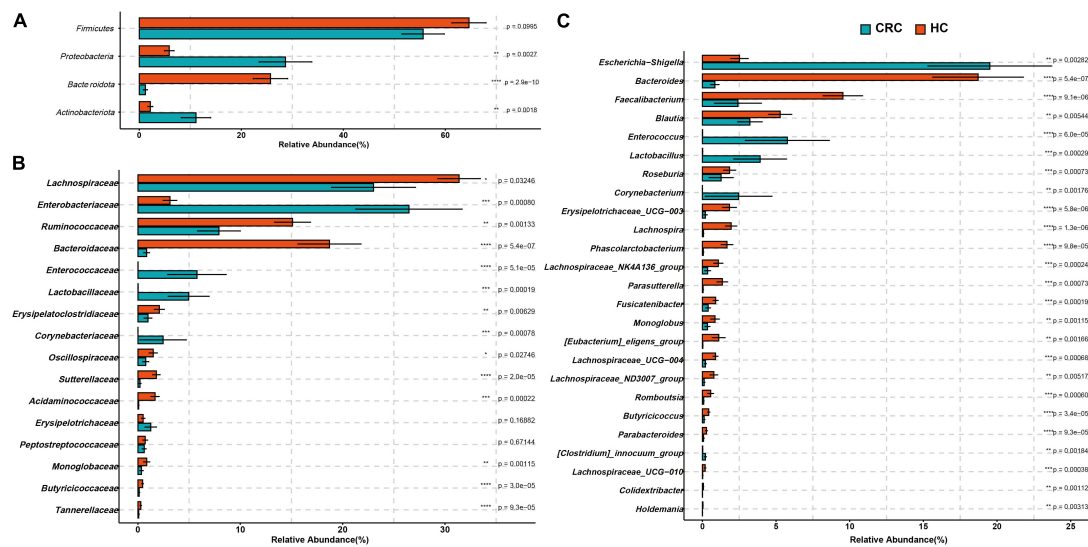 A
Firmicutes
p = 0.0995
Proteobacteria
** p = 0.0027
Bacteroidota
**** p = 2.9e−10
Actinobacteriota
** p = 0.0018
0 20 40 60
Relative Abundance(%)
B
Lachnospiraceae
* p = 0.03246
Enterobacteriaceae
*** p = 0.00080
Ruminococcaceae
** p = 0.00133
Bacteroidaceae
**** p = 5.4e−07
Enterococcaceae
**** p = 5.1e−05
Lactobacillaceae
*** p = 0.00019
Erysipelatoclostridiaceae
** p = 0.00629
Corynebacteriaceae
*** p = 0.00078
Oscillospiraceae
* p = 0.02746
Sutterellaceae
**** p = 2.0e−05
Acidaminococcaceae
*** p = 0.00022
Erysipelotrichaceae
p = 0.16882
Peptostreptococcaceae
p = 0.67144
Monoglobaceae
** p = 0.00115
Butyricicoccaceae
**** p = 3.0e−05
Tannerellaceae
**** p = 9.3e−05
0 10 20 30
Relative Abundance(%)
C
CRC HC
Escherichia−Shigella
** p = 0.00282
Bacteroides
**** p = 5.4e−07
Faecalibacterium
**** p = 9.1e−06
Blautia
** p = 0.00544
Enterococcus
**** p = 6.0e−05
Lactobacillus
*** p = 0.00029
Roseburia
*** p = 0.00073
Corynebacterium
** p = 0.00176
Erysipelotrichaceae_UCG−003
**** p = 5.8e−06
Lachnospira
**** p = 1.3e−06
Phascolarctobacterium
**** p = 9.8e−05
Lachnospiraceae_NK4A136_group
*** p = 0.00024
Parasutterella
*** p = 0.00073
Fusicatenibacter
*** p = 0.00019
Monoglobus
** p = 0.00115
[Eubacterium]_eligens_group
** p = 0.00166
Lachnospiraceae_UCG−004
*** p = 0.00068
Lachnospiraceae_ND3007_group
** p = 0.00517
Romboutsia
*** p = 0.00060
Butyricicoccus
**** p = 3.4e−05
Parabacteroides
**** p = 9.3e−05
[Clostridium]_innocuum_group
** p = 0.00184
Lachnospiraceae_UCG−010
*** p = 0.00038
Colidextribacter
** p = 0.00112
Holdemania
** p = 0.00313
0 5 10 15 20 25
Relative Abundance(%)